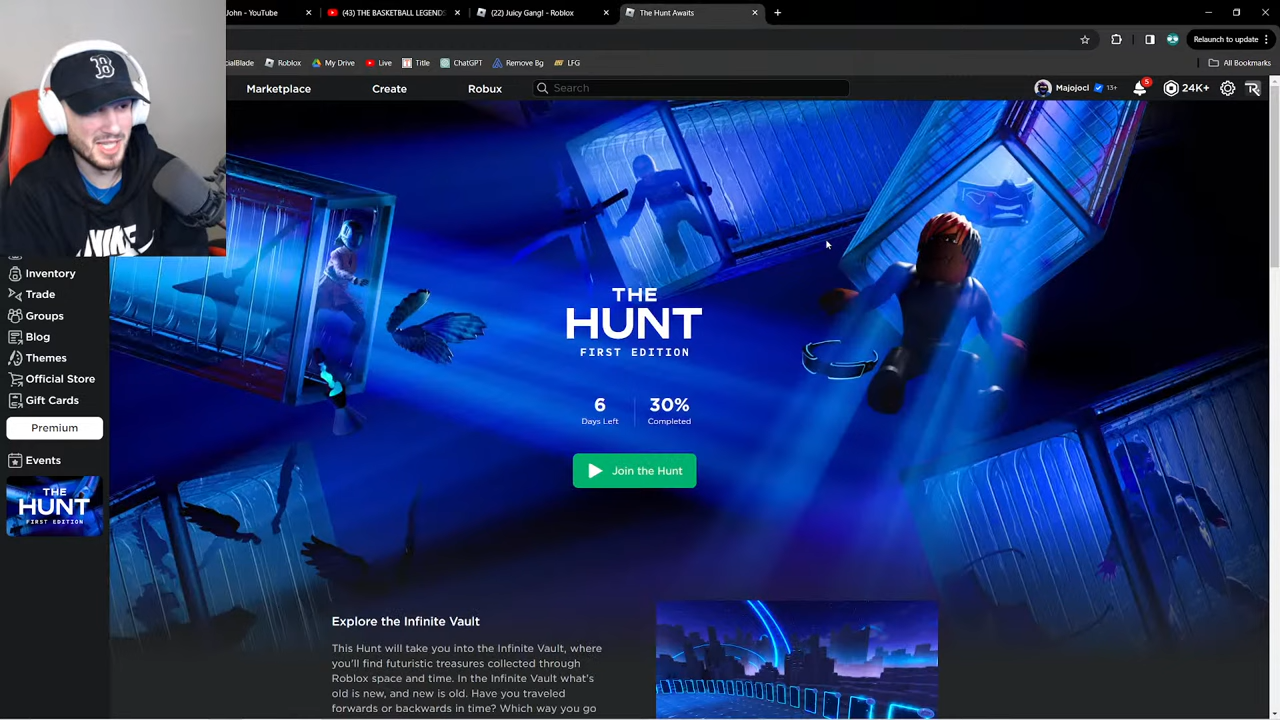 John - YouTube
(43) THE BASKETBALL LEGENDS
(22) Juicy Gang! - Roblox
The Hunt Awaits
Relaunch to update
cialBlade
Roblox
My Drive
Live
Title
ChatGPT
Remove Bg
LFG
All Bookmarks
Marketplace
Create
Robux
Search
Majojocl
13+
5
24K+
B
NIKE
Inventory
Trade
Groups
Blog
Themes
Official Store
Gift Cards
Premium
Events
THE
HUNT
FIRST EDITION
THE
HUNT
FIRST EDITION
6
Days Left
30%
Completed
Join the Hunt
Explore the Infinite Vault
This Hunt will take you into the Infinite Vault, where
you'll find futuristic treasures collected through
Roblox space and time. In the Infinite Vault what's
old is new, and new is old. Have you traveled
forwards or backwards in time? Which way you go